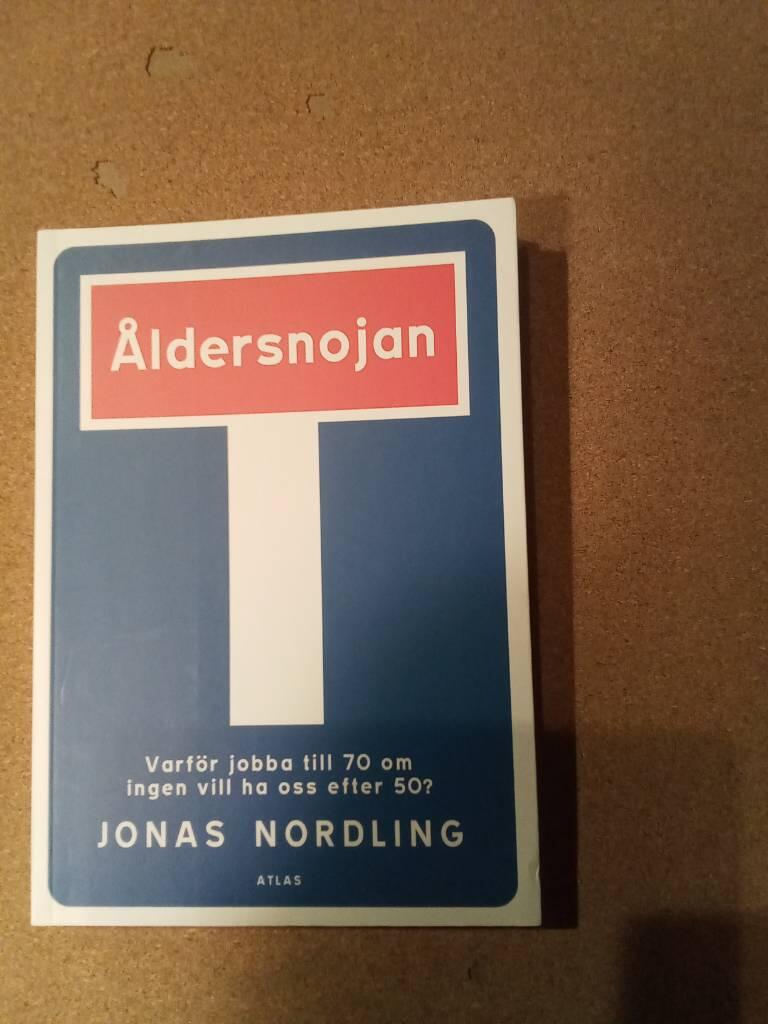 Åldersnojan
Varför jobba till 70 om
ingen vill ha oss efter 50?
JONAS NORDLING
ATLAS